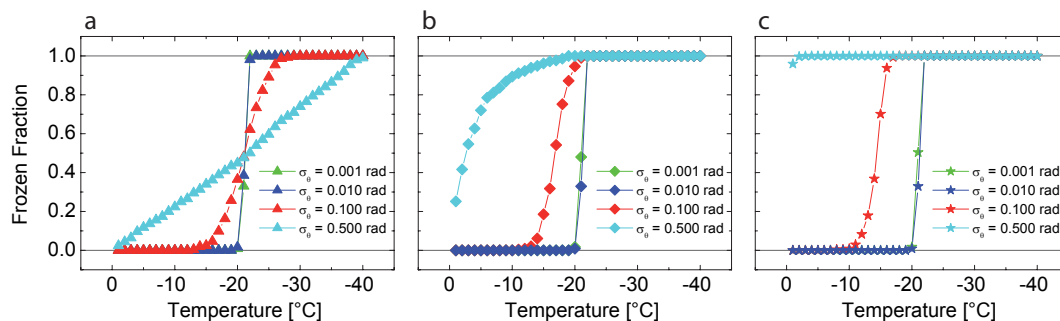 a
b
c
Frozen Fraction
1.0
0.8
0.6
0.4
0.2
0.0
σθ = 0.001 rad
σθ = 0.010 rad
σθ = 0.100 rad
σθ = 0.500 rad
σθ = 0.001 rad
σθ = 0.010 rad
σθ = 0.100 rad
σθ = 0.500 rad
σθ = 0.001 rad
σθ = 0.010 rad
σθ = 0.100 rad
σθ = 0.500 rad
0 -10 -20 -30 -40
0 -10 -20 -30 -40
0 -10 -20 -30 -40
Temperature [°C]
Temperature [°C]
Temperature [°C]